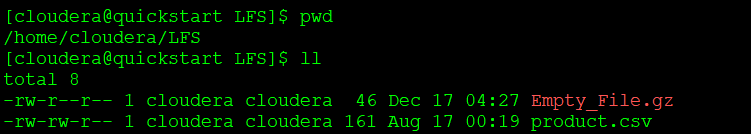 [cloudera@quickstart LFS]$ pwd
/home/cloudera/LFS
[cloudera@quickstart LFS]$ ll
total 8
-rw-r--r-- 1 cloudera cloudera  46 Dec 17 04:27 Empty_File.gz
-rw-rw-r-- 1 cloudera cloudera 161 Aug 17 00:19 product.csv